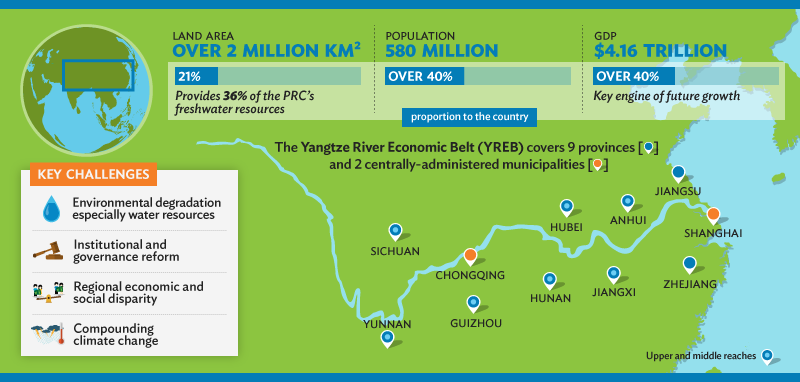 LAND AREA
OVER 2 MILLION KM²
21%
Provides 36% of the PRC's
freshwater resources
POPULATION
580 MILLION
OVER 40%
GDP
$4.16 TRILLION
OVER 40%
Key engine of future growth
proportion to the country
The Yangtze River Economic Belt (YREB) covers 9 provinces [ ]
and 2 centrally-administered municipalities [ ]
KEY CHALLENGES
Environmental degradation
especially water resources
Institutional and
governance reform
Regional economic and
social disparity
Compounding
climate change
JIANGSU
ANHUI
HUBEI
SHANGHAI
SICHUAN
CHONGQING
ZHEJIANG
JIANGXI
HUNAN
GUIZHOU
YUNNAN
Upper and middle reaches